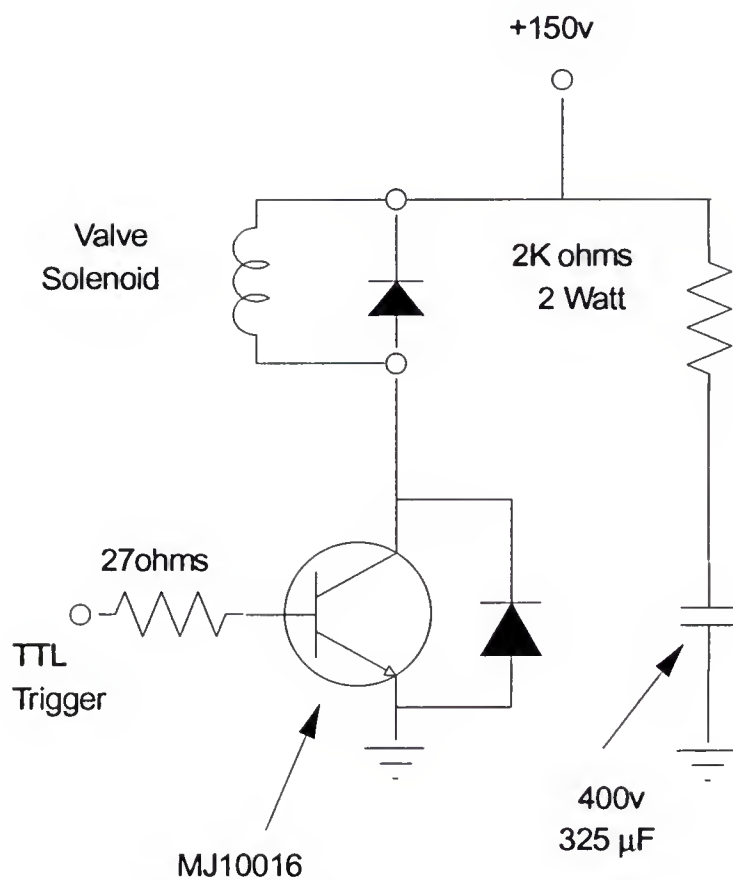 +150v
Valve
Solenoid
2K ohms
2 Watt
27ohms
TTL
Trigger
MJ10016
400v
325 µF